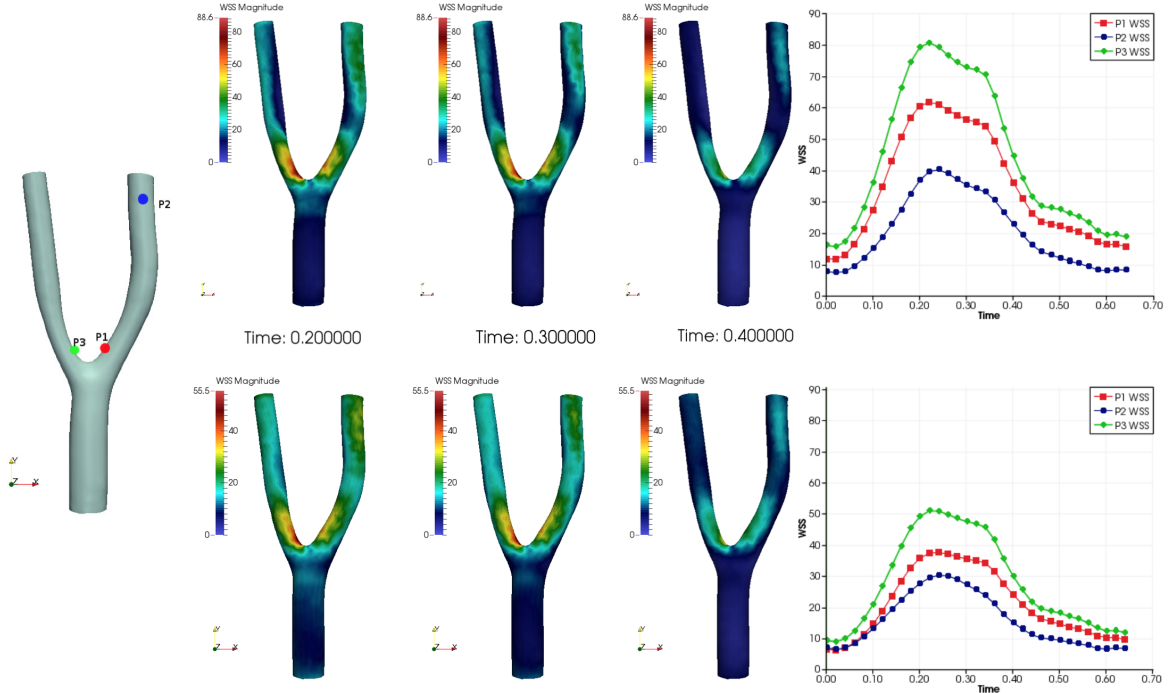 P2
P3
P1
Y
Z
X
WSS Magnitude
88.6
80
60
40
20
0
WSS Magnitude
88.6
80
60
40
20
0
WSS Magnitude
88.6
80
60
40
20
0
Time: 0.200000
Time: 0.300000
Time: 0.400000
90
80
70
60
50
40
30
20
10
0
WSS
0.00
0.10
0.20
0.30
0.40
0.50
0.60
0.70
Time
P1 WSS
P2 WSS
P3 WSS
WSS Magnitude
55.5
40
20
0
Y
Z
X
WSS Magnitude
55.5
40
20
0
Y
Z
X
WSS Magnitude
55.5
40
20
0
Y
Z
X
90
80
70
60
50
40
30
20
10
0
WSS
0.00
0.10
0.20
0.30
0.40
0.50
0.60
0.70
Time
P1 WSS
P2 WSS
P3 WSS